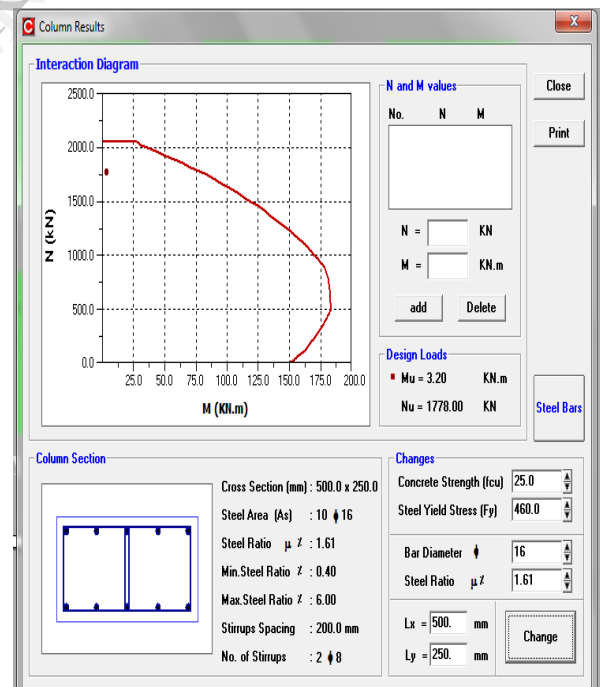 C Column Results x
Interaction Diagram
2500.0
2000.0
1500.0
1000.0
500.0
0.0
N (kN)
25.0 50.0 75.0 100.0 125.0 150.0 175.0 200.0
M (KN.m)
N and M values
No. N M
N = KN
M = KN.m
add Delete
Design Loads
Mu = 3.20 KN.m
Nu = 1778.00 KN
Close
Print
Steel Bars
Column Section
Cross Section (mm) : 500.0 x 250.0
Steel Area (As) : 10 ϕ 16
Steel Ratio μ % : 1.61
Min.Steel Ratio % : 0.40
Max.Steel Ratio % : 6.00
Stirrups Spacing : 200.0 mm
No. of Stirrups : 2 ϕ 8
Changes
Concrete Strength (fcu) 25.0
Steel Yield Stress (Fy) 460.0
Bar Diameter ϕ 16
Steel Ratio μ % 1.61
Lx = 500. mm
Ly = 250. mm
Change